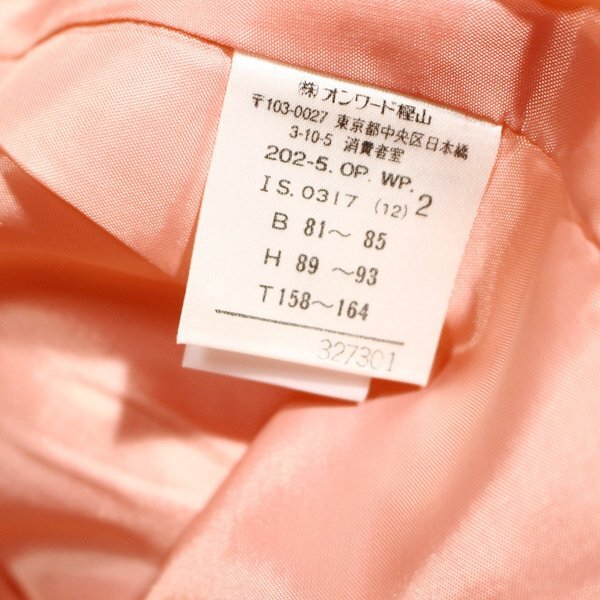 ㈱オンワード樫山
〒103-0027 東京都中央区日本橋
3-10-5 消費者室
202-5. OP. WP.
IS. 0317 (12) 2
B 81～ 85
H 89 ～93
T 158～164
327301